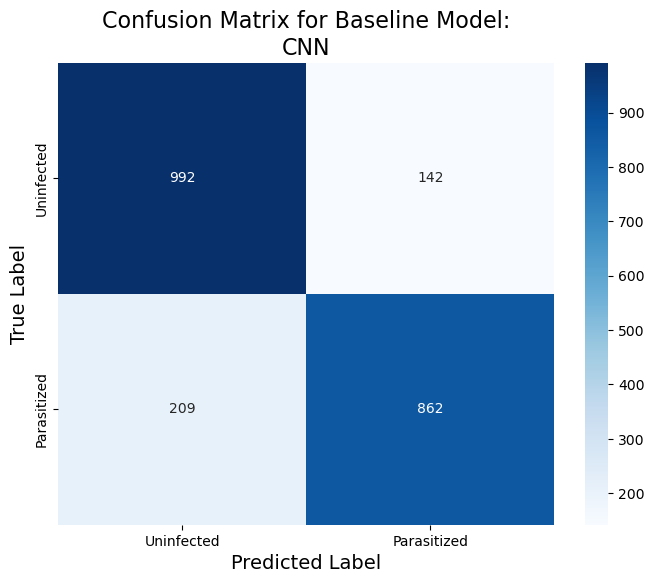 Confusion Matrix for Baseline Model:
CNN
True Label
Uninfected
992
142
Parasitized
209
862
Uninfected
Parasitized
Predicted Label
900
800
700
600
500
400
300
200